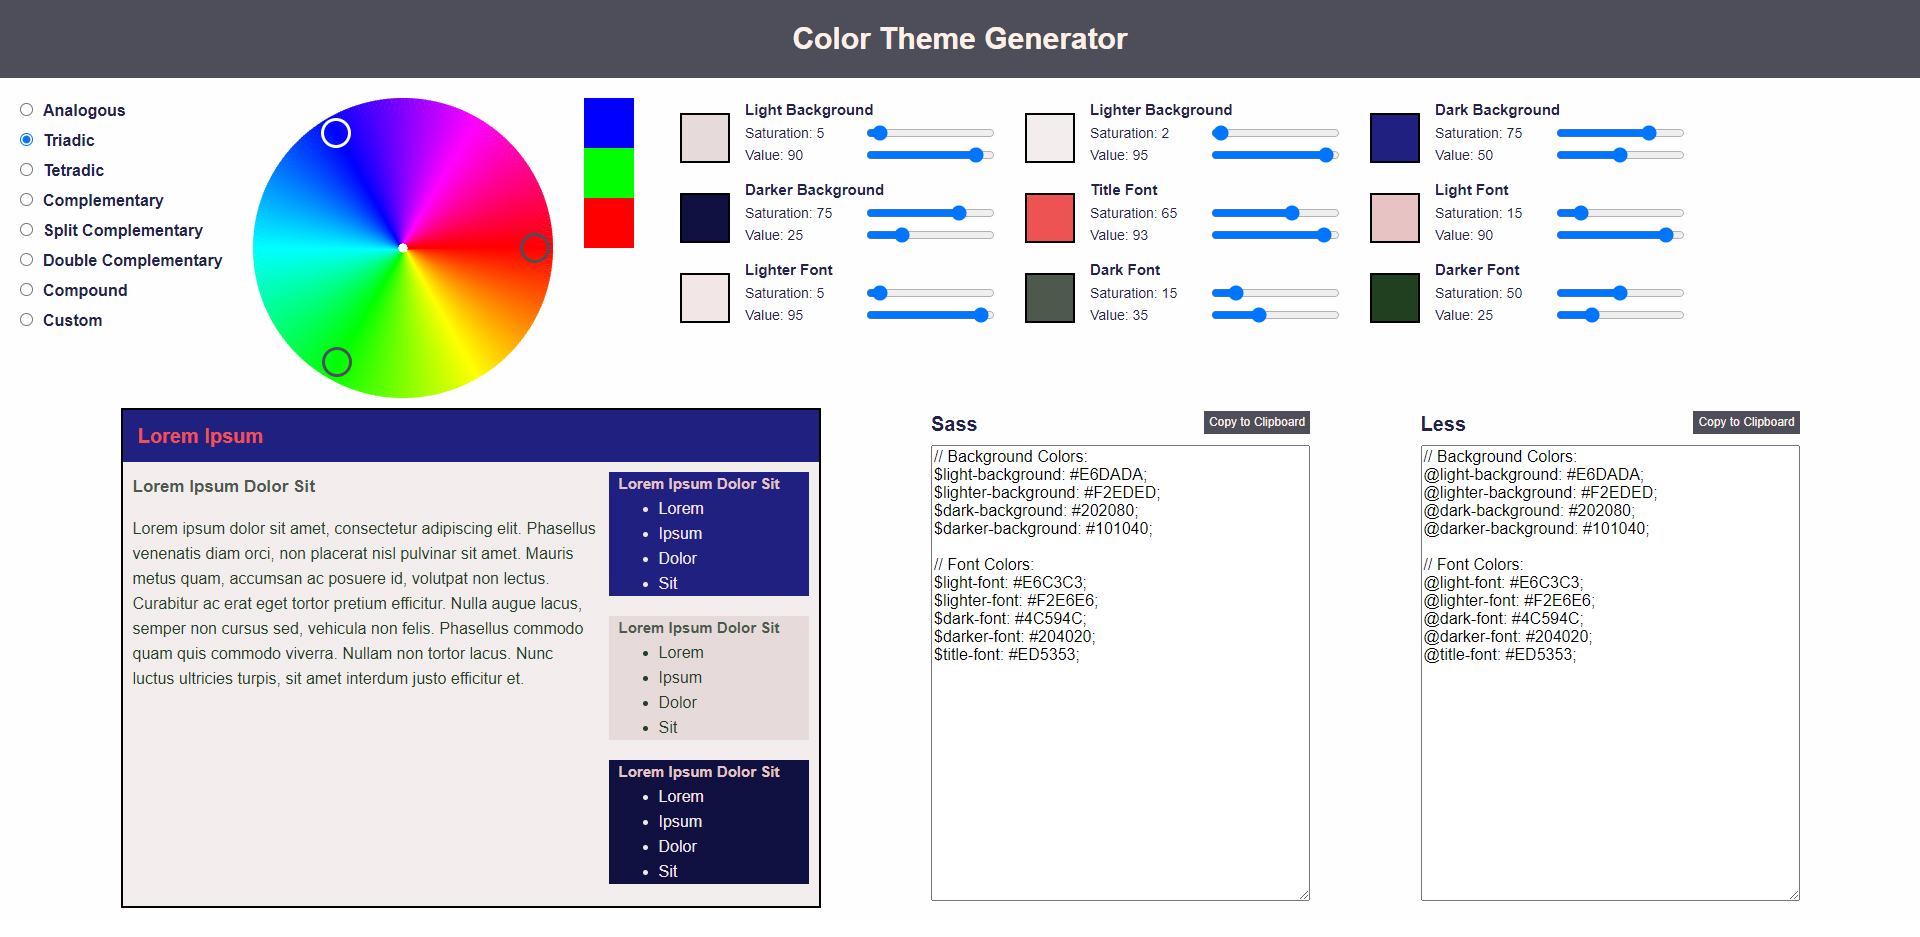 Color Theme Generator
Analogous
Triadic
Tetradic
Complementary
Split Complementary
Double Complementary
Compound
Custom
Light Background
Saturation: 5
Value: 90
Lighter Background
Saturation: 2
Value: 95
Dark Background
Saturation: 75
Value: 50
Darker Background
Saturation: 75
Value: 25
Title Font
Saturation: 65
Value: 93
Light Font
Saturation: 15
Value: 90
Lighter Font
Saturation: 5
Value: 95
Dark Font
Saturation: 15
Value: 35
Darker Font
Saturation: 50
Value: 25
Lorem Ipsum
Lorem Ipsum Dolor Sit
Lorem ipsum dolor sit amet, consectetur adipiscing elit. Phasellus
venenatis diam orci, non placerat nisl pulvinar sit amet. Mauris
metus quam, accumsan ac posuere id, volutpat non lectus.
Curabitur ac erat eget tortor pretium efficitur. Nulla augue lacus,
semper non cursus sed, vehicula non felis. Phasellus commodo
quam quis commodo viverra. Nullam non tortor lacus. Nunc
luctus ultricies turpis, sit amet interdum justo efficitur et.
Lorem Ipsum Dolor Sit
• Lorem
• Ipsum
• Dolor
• Sit
Lorem Ipsum Dolor Sit
• Lorem
• Ipsum
• Dolor
• Sit
Lorem Ipsum Dolor Sit
• Lorem
• Ipsum
• Dolor
• Sit
Sass
Copy to Clipboard
// Background Colors:
$light-background: #E6DADA;
$lighter-background: #F2EDED;
$dark-background: #202080;
$darker-background: #101040;
// Font Colors:
$light-font: #E6C3C3;
$lighter-font: #F2E6E6;
$dark-font: #4C594C;
$darker-font: #204020;
$title-font: #ED5353;
Less
Copy to Clipboard
// Background Colors:
@light-background: #E6DADA;
@lighter-background: #F2EDED;
@dark-background: #202080;
@darker-background: #101040;
// Font Colors:
@light-font: #E6C3C3;
@lighter-font: #F2E6E6;
@dark-font: #4C594C;
@darker-font: #204020;
@title-font: #ED5353;